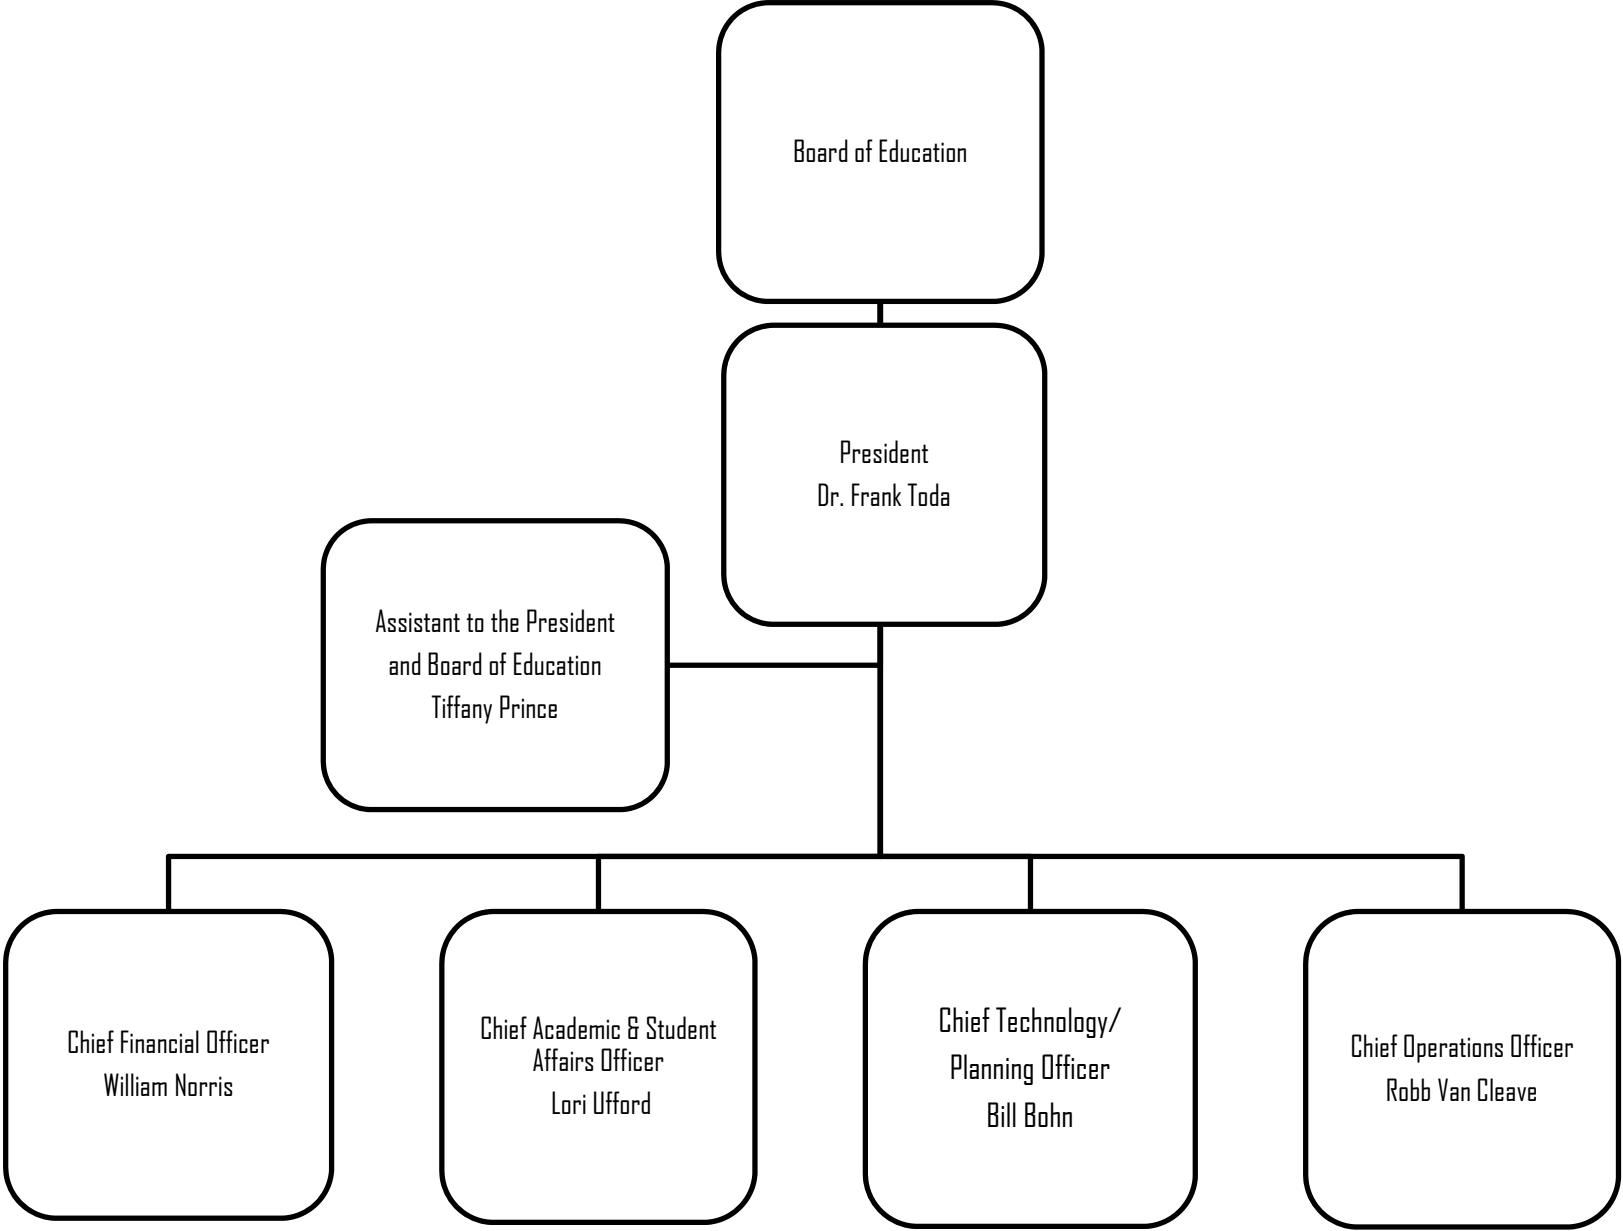 Board of Education
President
Dr. Frank Toda
Assistant to the President
and Board of Education
Tiffany Prince
Chief Financial Officer
William Norris
Chief Academic & Student
Affairs Officer
Lori Ufford
Chief Technology/
Planning Officer
Bill Bohn
Chief Operations Officer
Robb Van Cleave